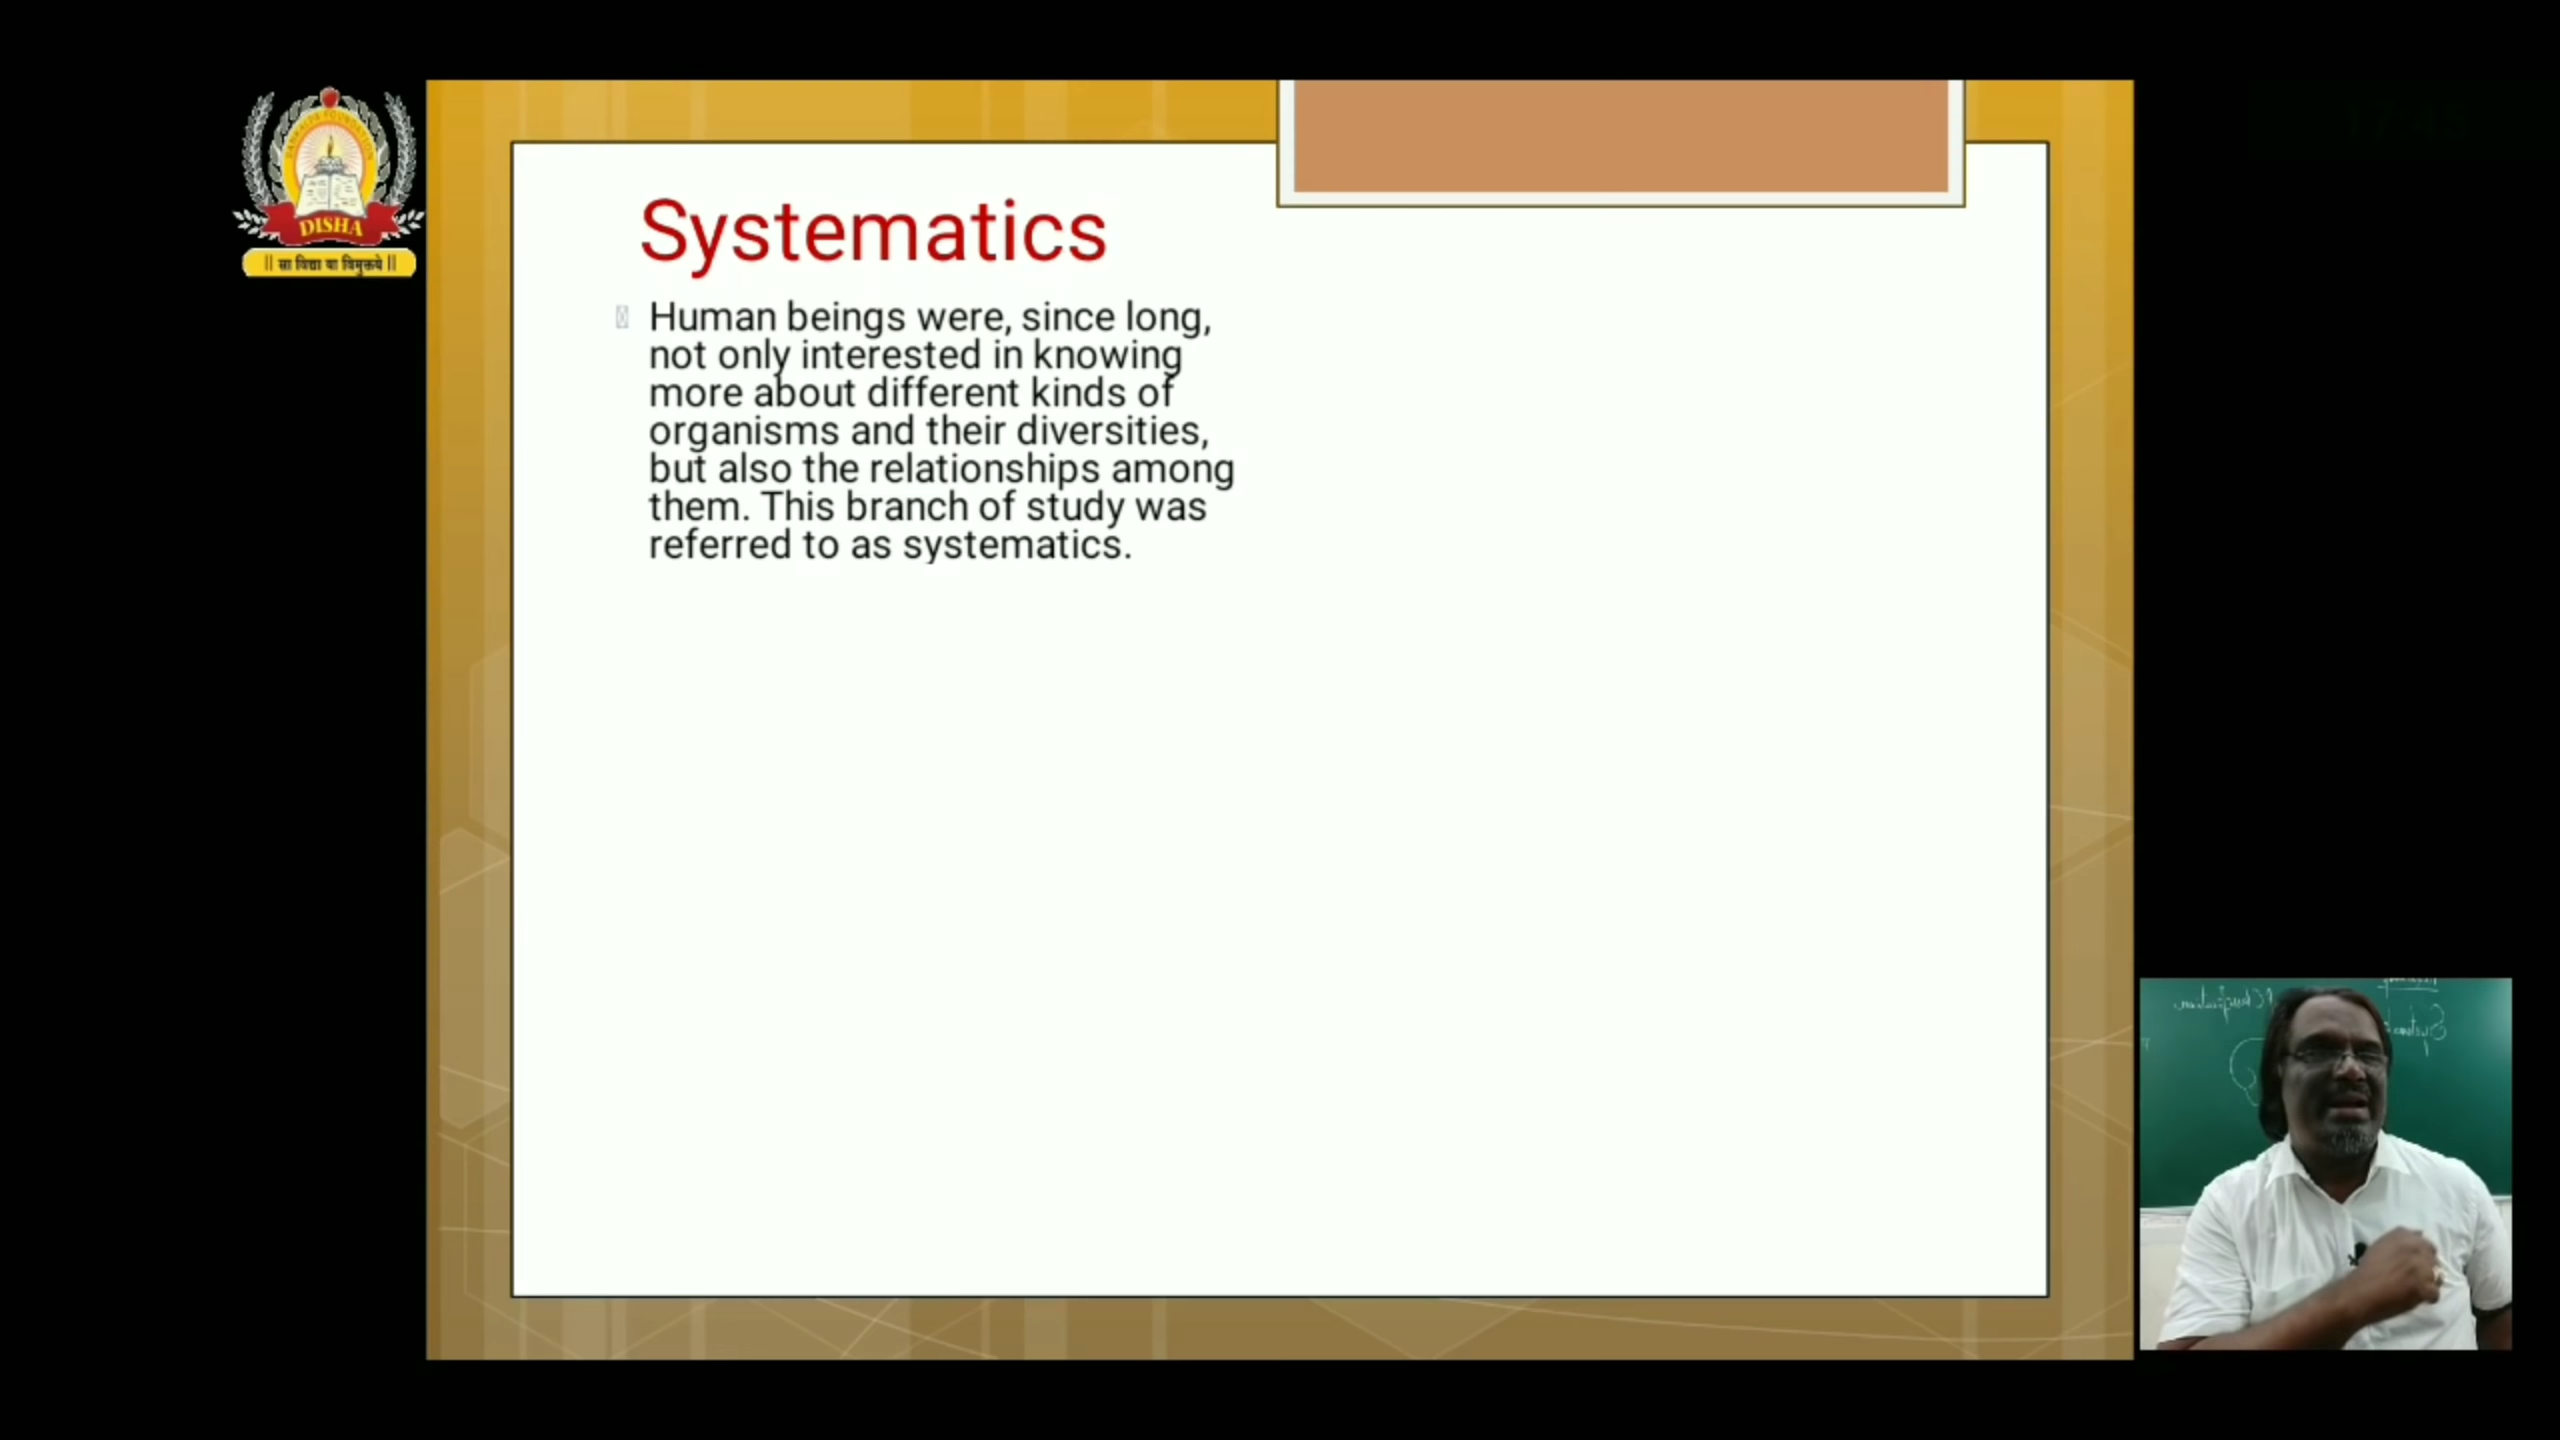 DISHA
|| सा विद्या या विमुक्तये ||
Systematics
Human beings were, since long,
not only interested in knowing
more about different kinds of
organisms and their diversities,
but also the relationships among
them. This branch of study was
referred to as systematics.